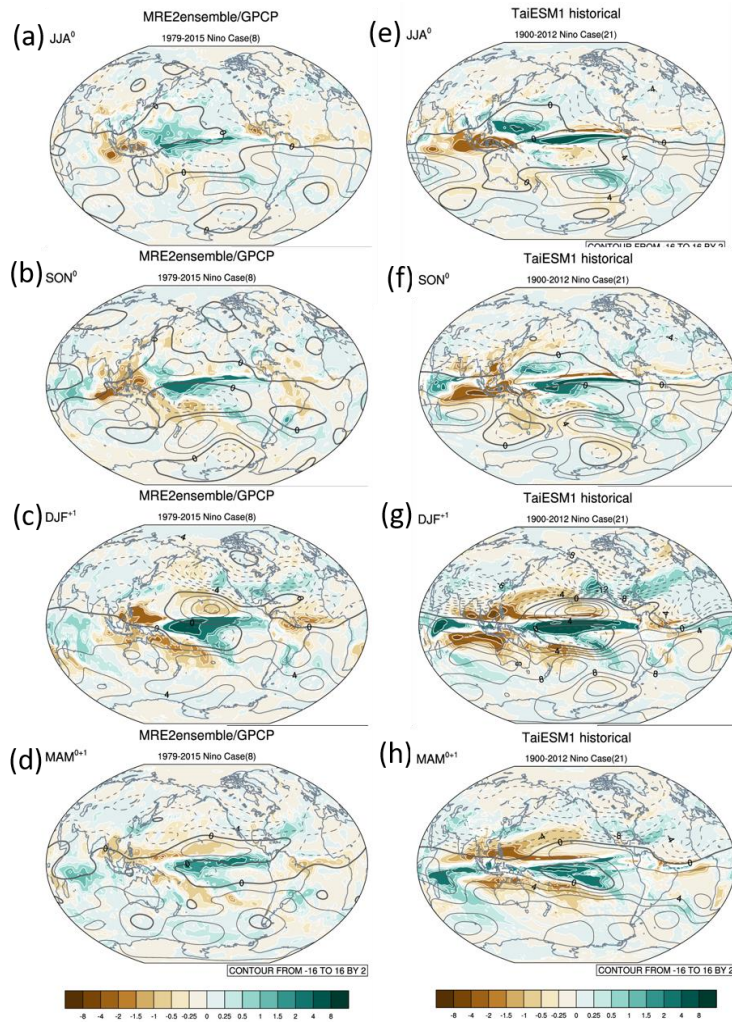 (a) JJA⁰
MRE2ensemble/GPCP
1979-2015 Nino Case(8)
(e) JJA⁰
TaiESM1 historical
1900-2012 Nino Case(21)
CONTOUR FROM -16 TO 16 BY 2
(b) SON⁰
MRE2ensemble/GPCP
1979-2015 Nino Case(8)
(f) SON⁰
TaiESM1 historical
1900-2012 Nino Case(21)
(c) DJF⁺¹
MRE2ensemble/GPCP
1979-2015 Nino Case(8)
(g) DJF⁺¹
TaiESM1 historical
1900-2012 Nino Case(21)
(d) MAM⁰⁺¹
MRE2ensemble/GPCP
1979-2015 Nino Case(8)
CONTOUR FROM -16 TO 16 BY 2
(h) MAM⁰⁺¹
TaiESM1 historical
1900-2012 Nino Case(21)
CONTOUR FROM -16 TO 16 BY 2
-8 -4 -2 -1.5 -1 -0.5 -0.25 0 0.25 0.5 1 1.5 2 4 8
-8 -4 -2 -1.5 -1 -0.5 -0.25 0 0.25 0.5 1 1.5 2 4 8